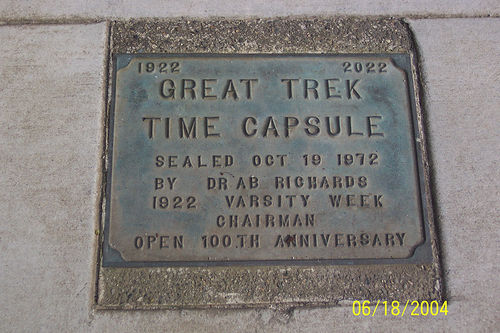 1922 2022
GREAT TREK
TIME CAPSULE
SEALED OCT 19 1972
BY DR AB RICHARDS
1922 VARSITY WEEK
CHAIRMAN
OPEN 100TH ANNIVERSARY
06/18/2004